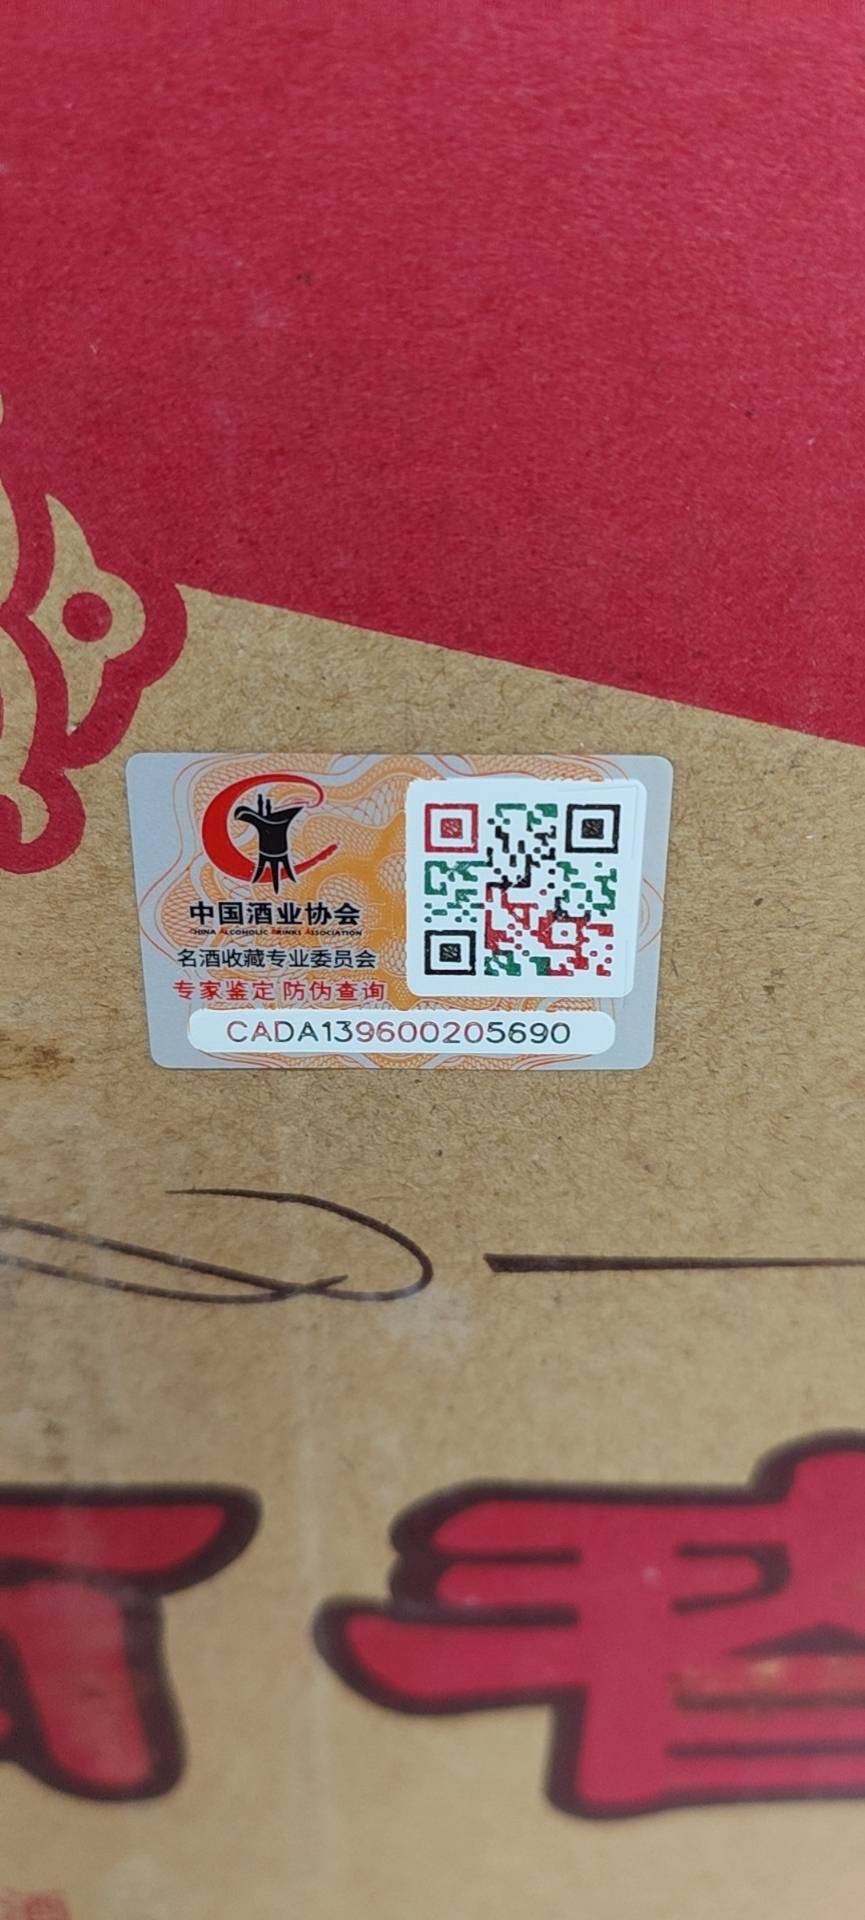 中国酒业协会
CHINA ALCOHOLIC DRINKS ASSOCIATION
名酒收藏专业委员会
专家鉴定 防伪查询
CADA139600205690
酒